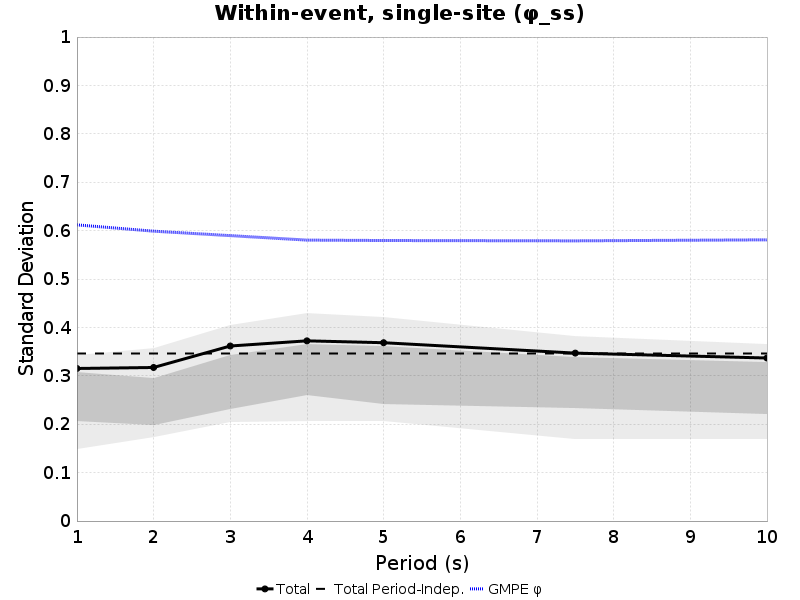 Within-event, single-site (φ_ss)
1
0.9
0.8
0.7
0.6
0.5
0.4
0.3
0.2
0.1
0
Standard Deviation
1 2 3 4 5 6 7 8 9 10
Period (s)
Total Total Period-Indep. GMPE φ